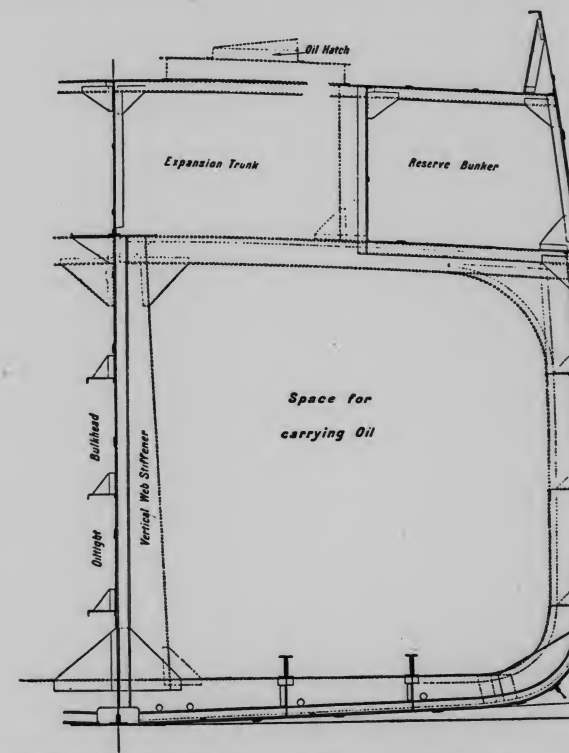 Oil Hatch
Expansion Trunk
Reserve Bunker
Space for
carrying Oil
Oiltight Bulkhead
Vertical Web Stiffener